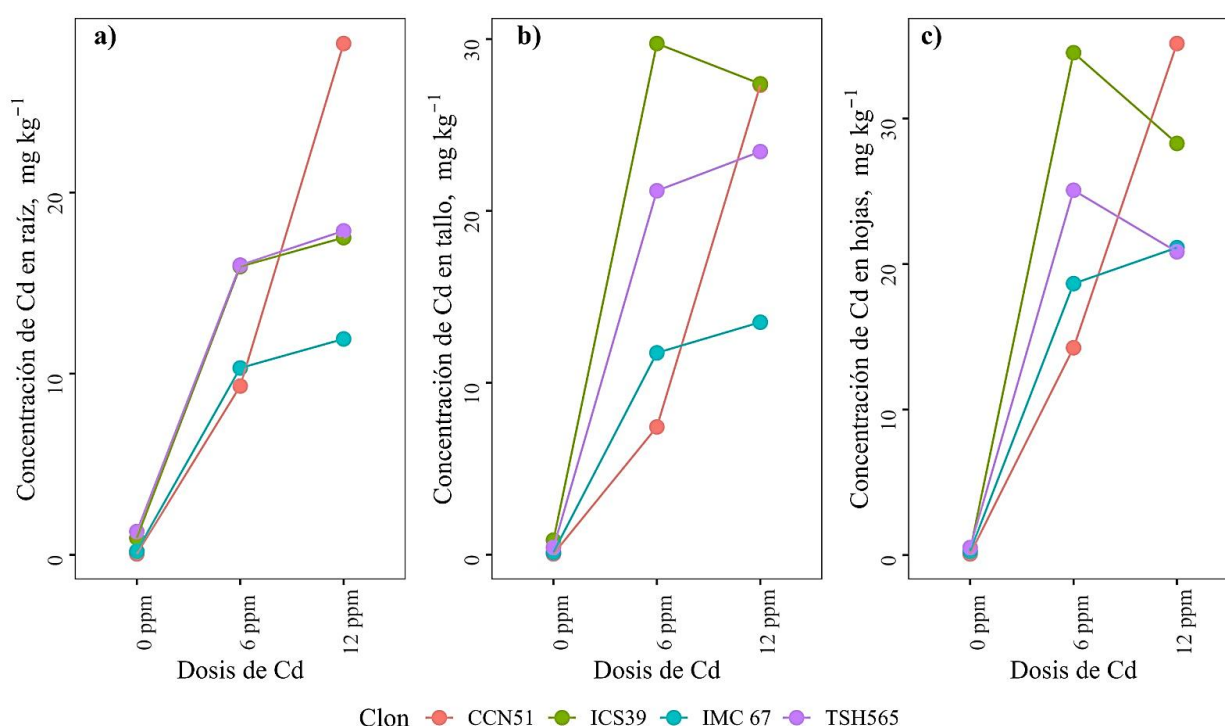 a)
Concentración de Cd en raíz, mg kg⁻¹
20
10
0
0 ppm
6 ppm
12 ppm
Dosis de Cd
b)
Concentración de Cd en tallo, mg kg⁻¹
30
20
10
0
0 ppm
6 ppm
12 ppm
Dosis de Cd
c)
Concentración de Cd en hojas, mg kg⁻¹
30
20
10
0
0 ppm
6 ppm
12 ppm
Dosis de Cd
Clon CCN51 ICS39 IMC 67 TSH565